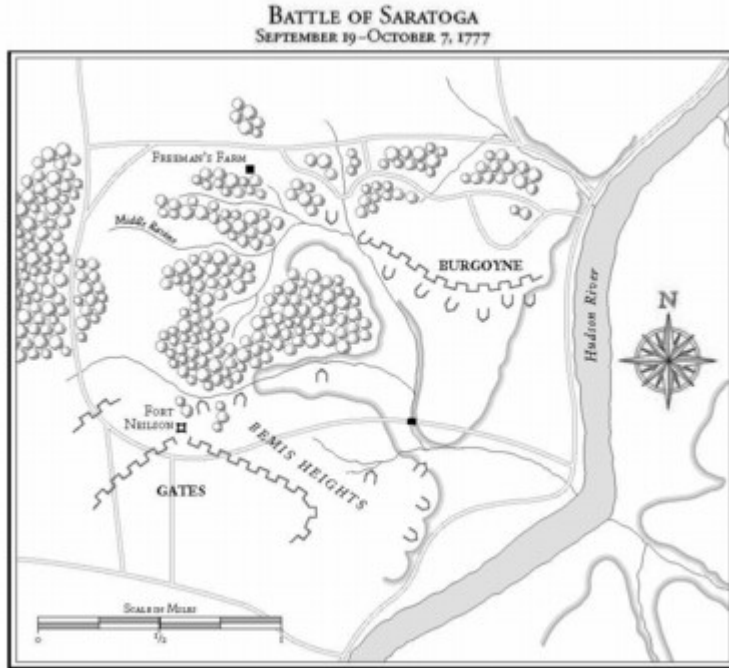 BATTLE OF SARATOGA
SEPTEMBER 19–OCTOBER 7, 1777
FREEMAN'S FARM
Middle Ravine
BURGOYNE
Hudson River
N
FORT
NEILSON
BEMIS HEIGHTS
GATES
SCALE IN MILES
0 1/2 1